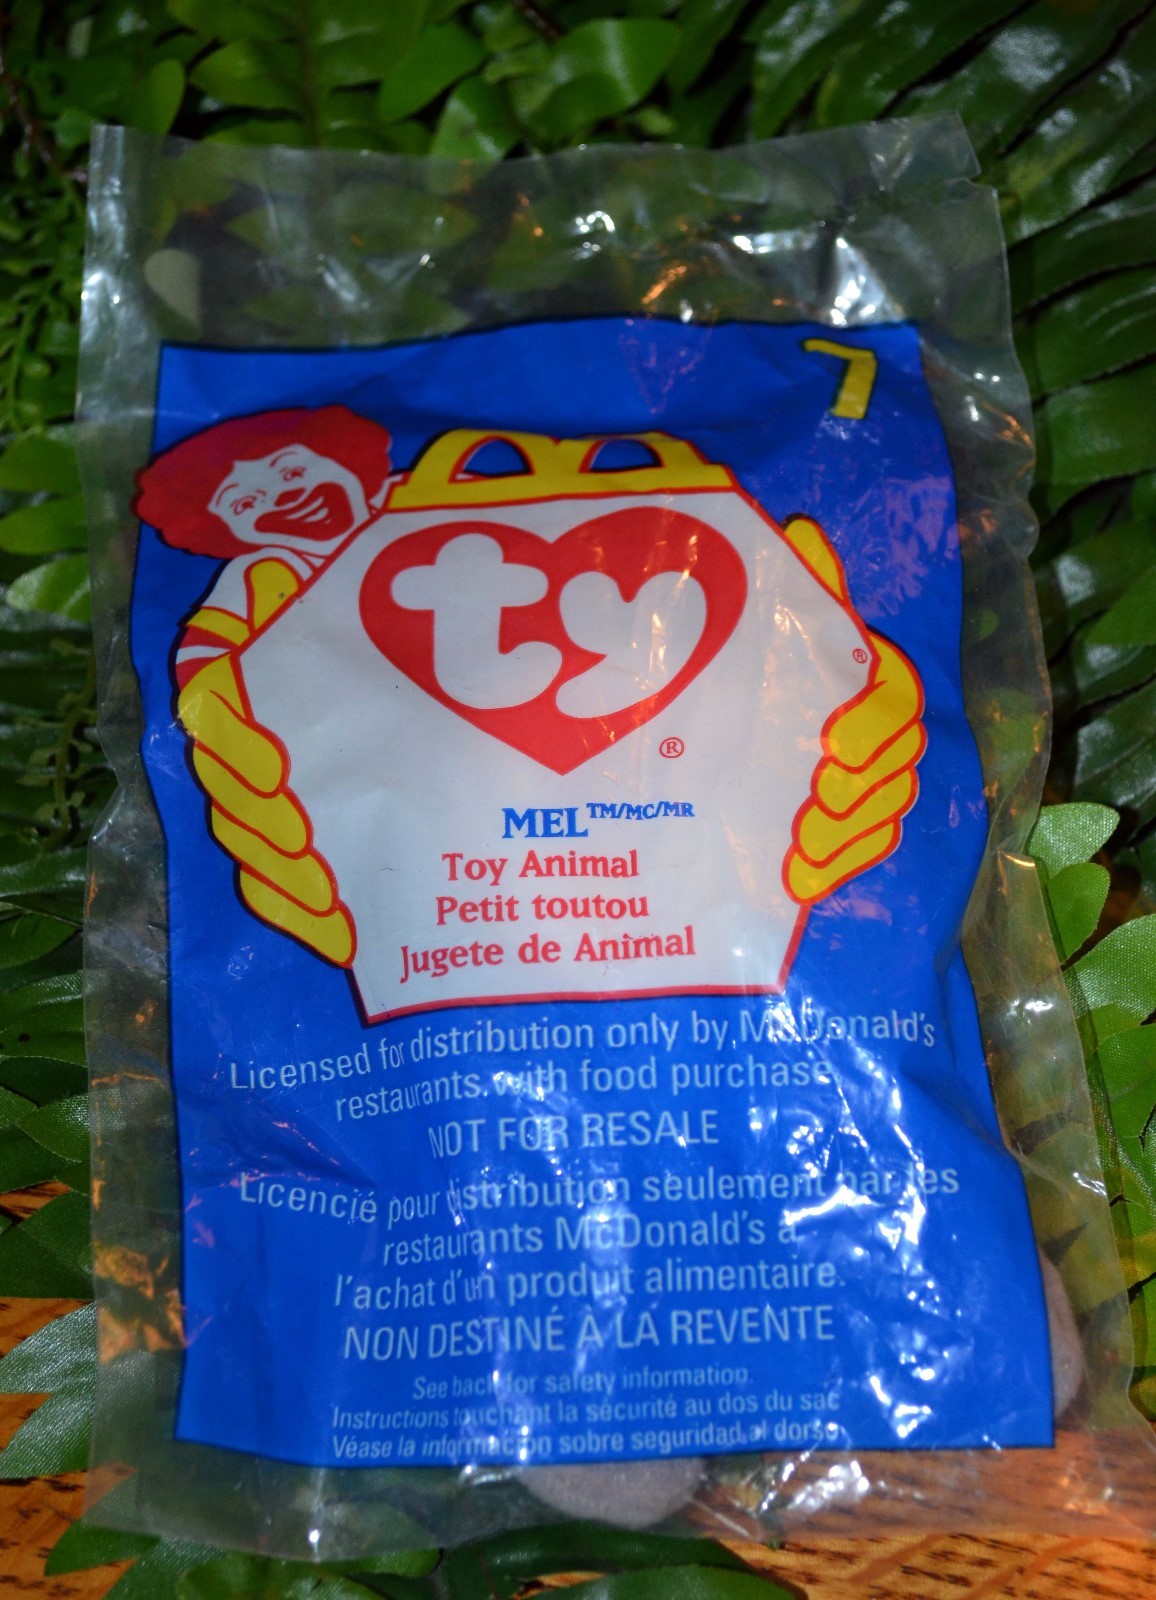 7
ty
®
®
MEL TM/MC/MR
Toy Animal
Petit toutou
Jugete de Animal
Licensed for distribution only by McDonald's
restaurants with food purchase.
NOT FOR RESALE
Licencié pour distribution seulement par les
restaurants McDonald's à
l'achat d'un produit alimentaire.
NON DESTINÉ À LA REVENTE
See back for safety information.
Instructions touchant la sécurité au dos du sac
Véase la información sobre seguridad al dorso